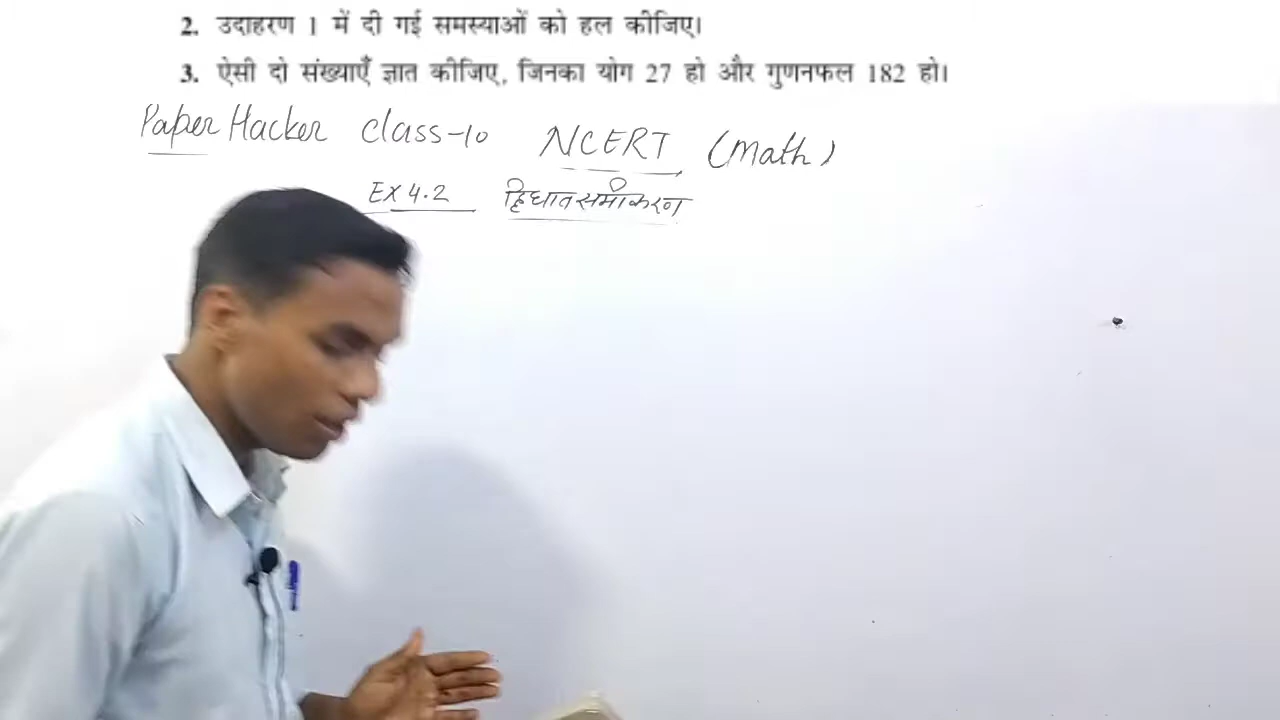 2. उदाहरण 1 में दी गई समस्याओं को हल कीजिए।
3. ऐसी दो संख्याएँ ज्ञात कीजिए, जिनका योग 27 हो और गुणनफल 182 हो।
Paper Hacker class-10 NCERT (Math)
Ex 4.2 द्विघात समीकरण